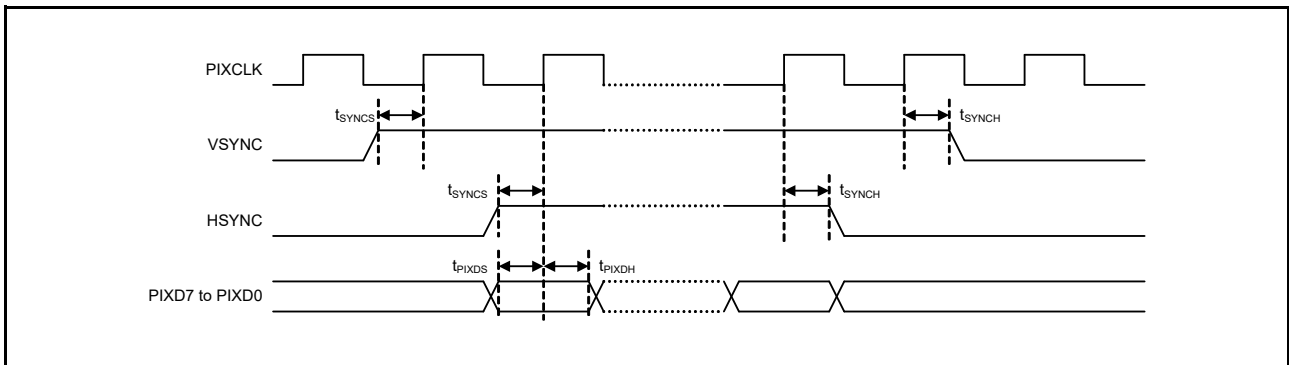 PIXCLK
tSYNCS tSYNCH
VSYNC
tSYNCS tSYNCH
HSYNC
tPIXDS tPIXDH
PIXD7 to PIXD0